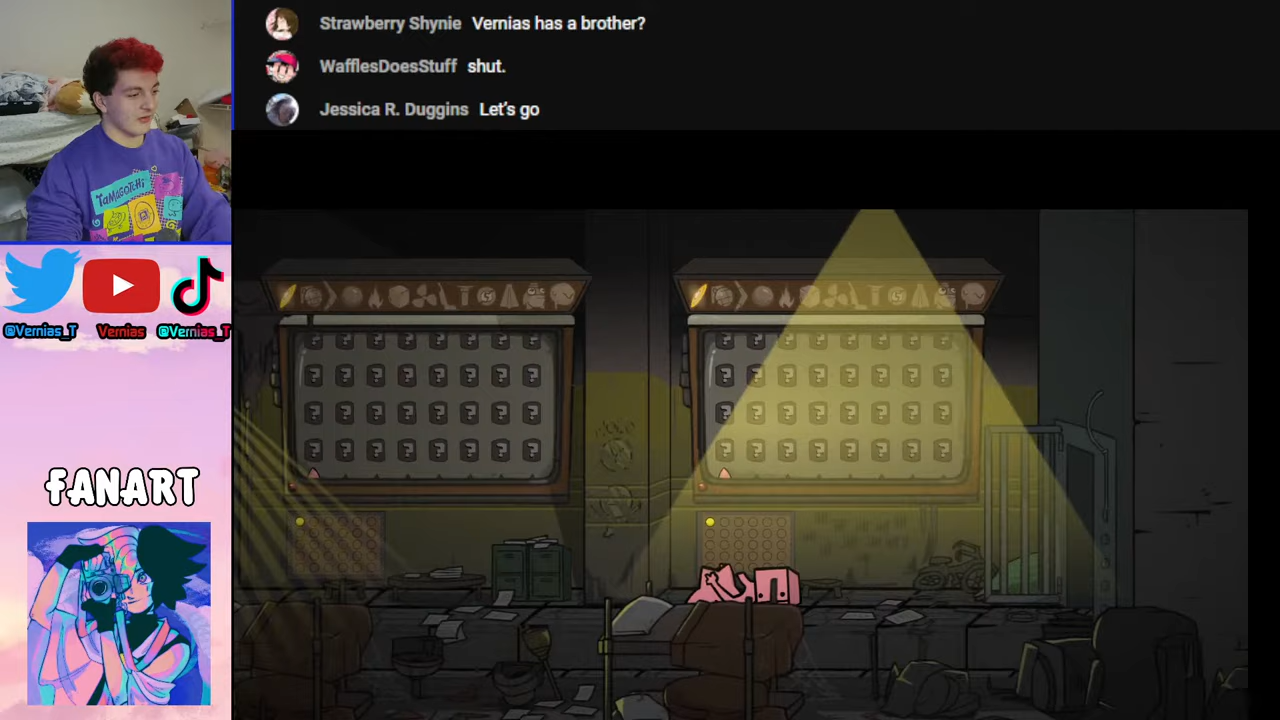 Strawberry Shynie Vernias has a brother?
WafflesDoesStuff shut.
Jessica R. Duggins Let's go
TAMAGOTCHI
@Vernias_T Vernias @Vernias_T
FANART